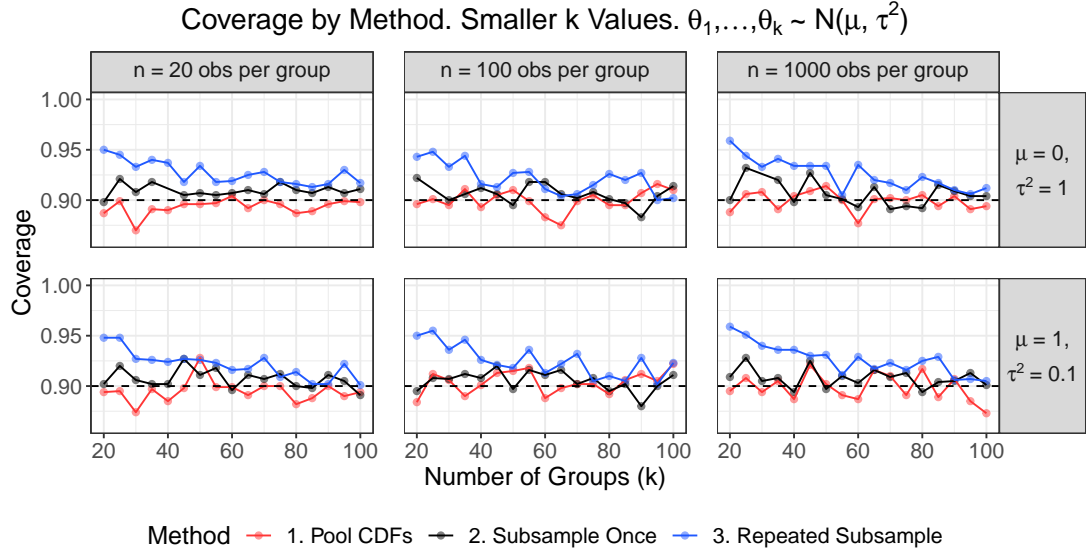 Coverage by Method. Smaller k Values. θ₁,…,θₖ ~ N(μ, τ²)
n = 20 obs per group
n = 100 obs per group
n = 1000 obs per group
1.00
0.95
0.90
μ = 0,
τ² = 1
Coverage
1.00
0.95
0.90
μ = 1,
τ² = 0.1
20 40 60 80 100
20 40 60 80 100
20 40 60 80 100
Number of Groups (k)
Method 1. Pool CDFs 2. Subsample Once 3. Repeated Subsample